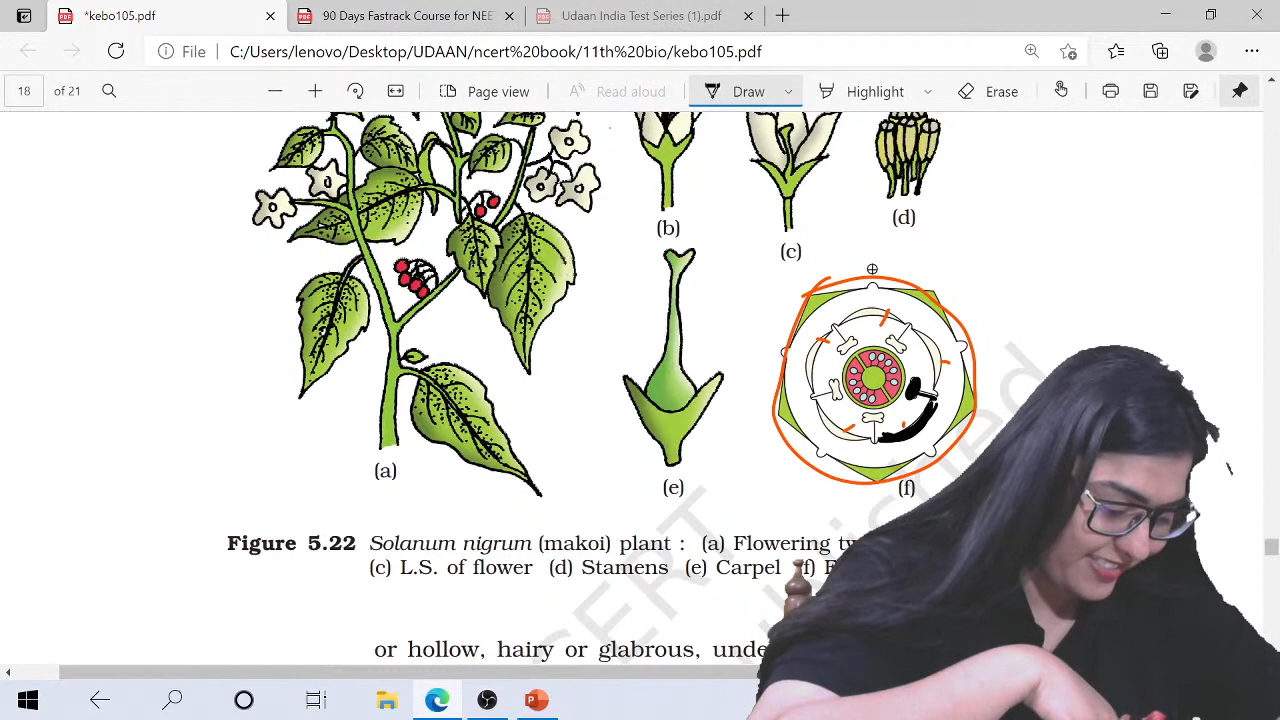 *kebo105.pdf
90 Days Fastrack Course for NEET
Udaan India Test Series (1).pdf
File
C:/Users/lenovo/Desktop/UDAAN/ncert%20book/11th%20bio/kebo105.pdf
18 of 21
Page view
Read aloud
Draw
Highlight
Erase
(b)
(c)
(d)
(a)
(e)
(f)
Figure 5.22 Solanum nigrum (makoi) plant : (a) Flowering tw
(c) L.S. of flower (d) Stamens (e) Carpel (f) F
or hollow, hairy or glabrous, unde